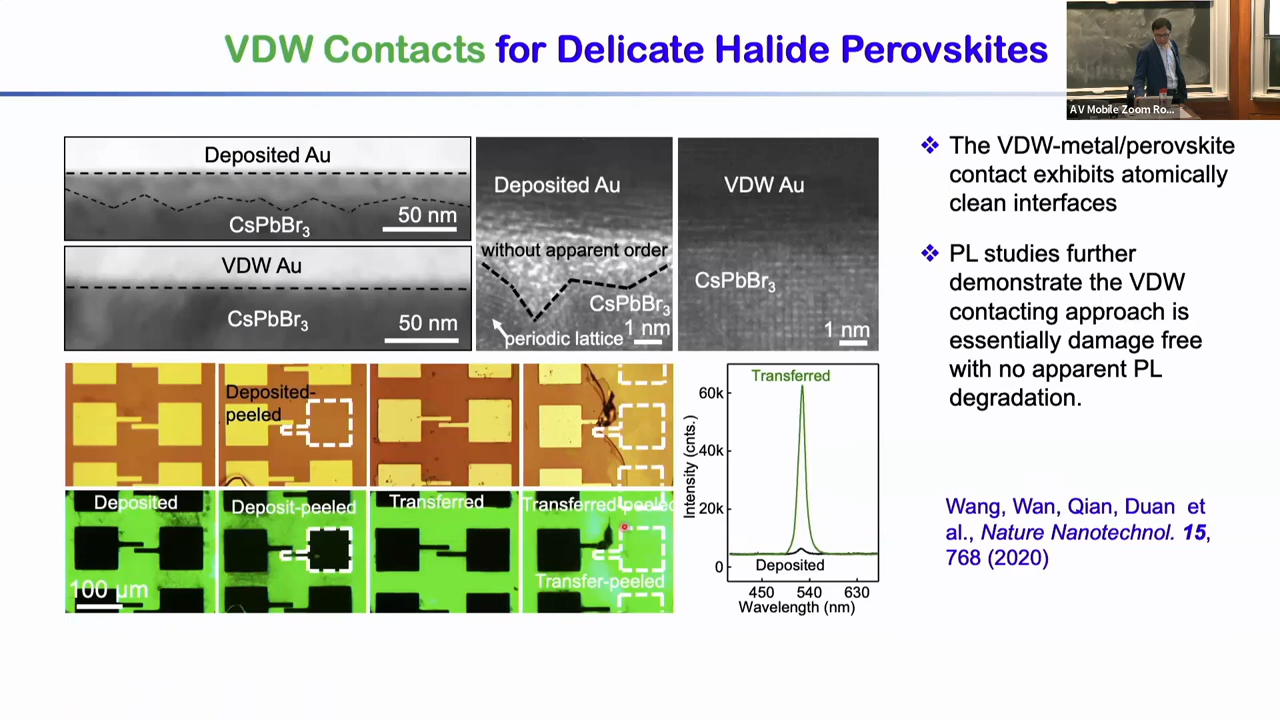 VDW Contacts for Delicate Halide Perovskites
AV Mobile Zoom Ro...
Deposited Au
CsPbBr₃
50 nm
VDW Au
CsPbBr₃
50 nm
Deposited Au
without apparent order
CsPbBr₃
1 nm
periodic lattice
VDW Au
CsPbBr₃
1 nm
Deposited-
peeled
Deposited
100 µm
Deposit-peeled
Transferred
Transferred-peeled
Transfer-peeled
Transferred
60k
40k
20k
0
Intensity (cnts.)
Deposited
450 540 630
Wavelength (nm)
❖ The VDW-metal/perovskite
contact exhibits atomically
clean interfaces
❖ PL studies further
demonstrate the VDW
contacting approach is
essentially damage free
with no apparent PL
degradation.
Wang, Wan, Qian, Duan et
al., Nature Nanotechnol. 15,
768 (2020)